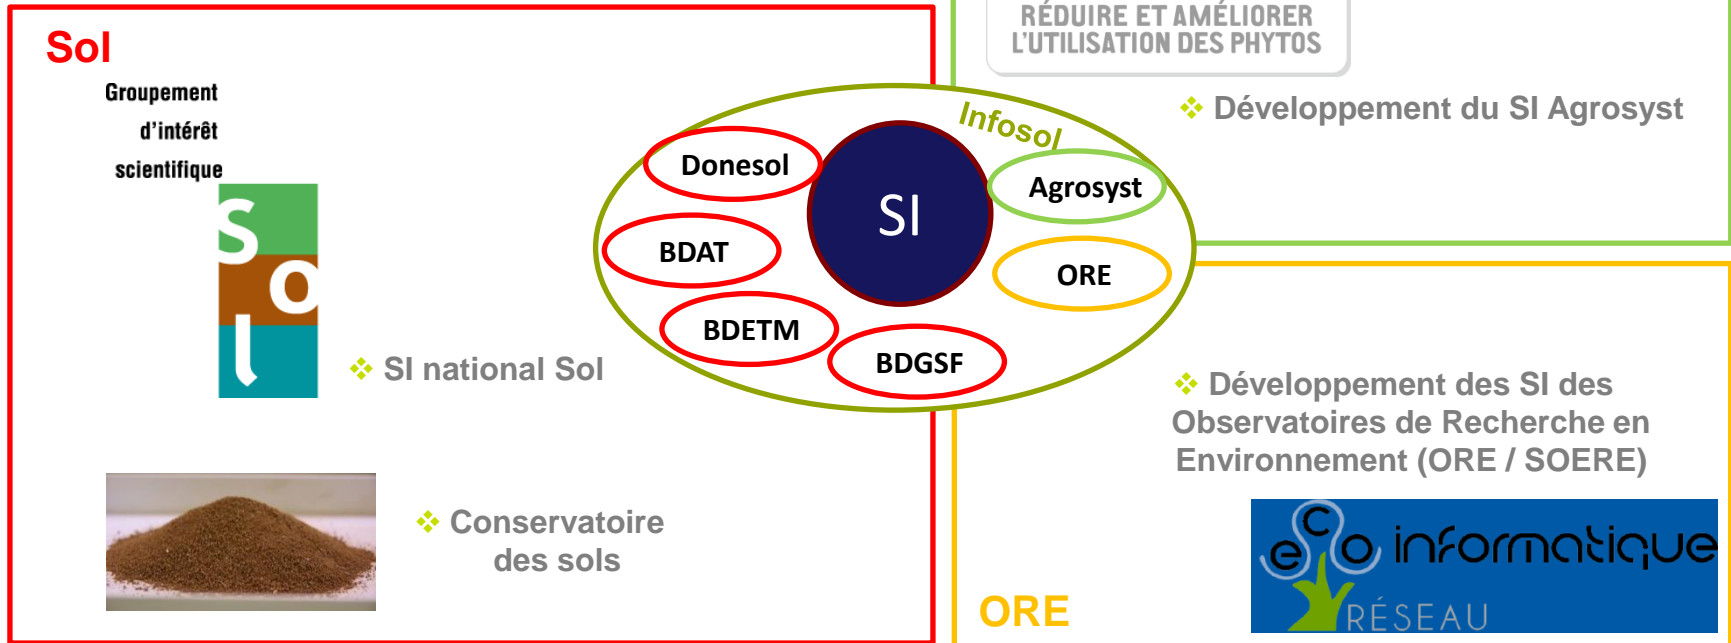 Sol
Groupement
d'intérêt
scientifique
Sol
❖ SI national Sol
❖ Conservatoire
des sols
Infosol
SI
Donesol
BDAT
BDETM
BDGSF
Agrosyst
ORE
RÉDUIRE ET AMÉLIORER
L'UTILISATION DES PHYTOS
❖ Développement du SI Agrosyst
❖ Développement des SI des
Observatoires de Recherche en
Environnement (ORE / SOERE)
eco informatique
RÉSEAU
ORE